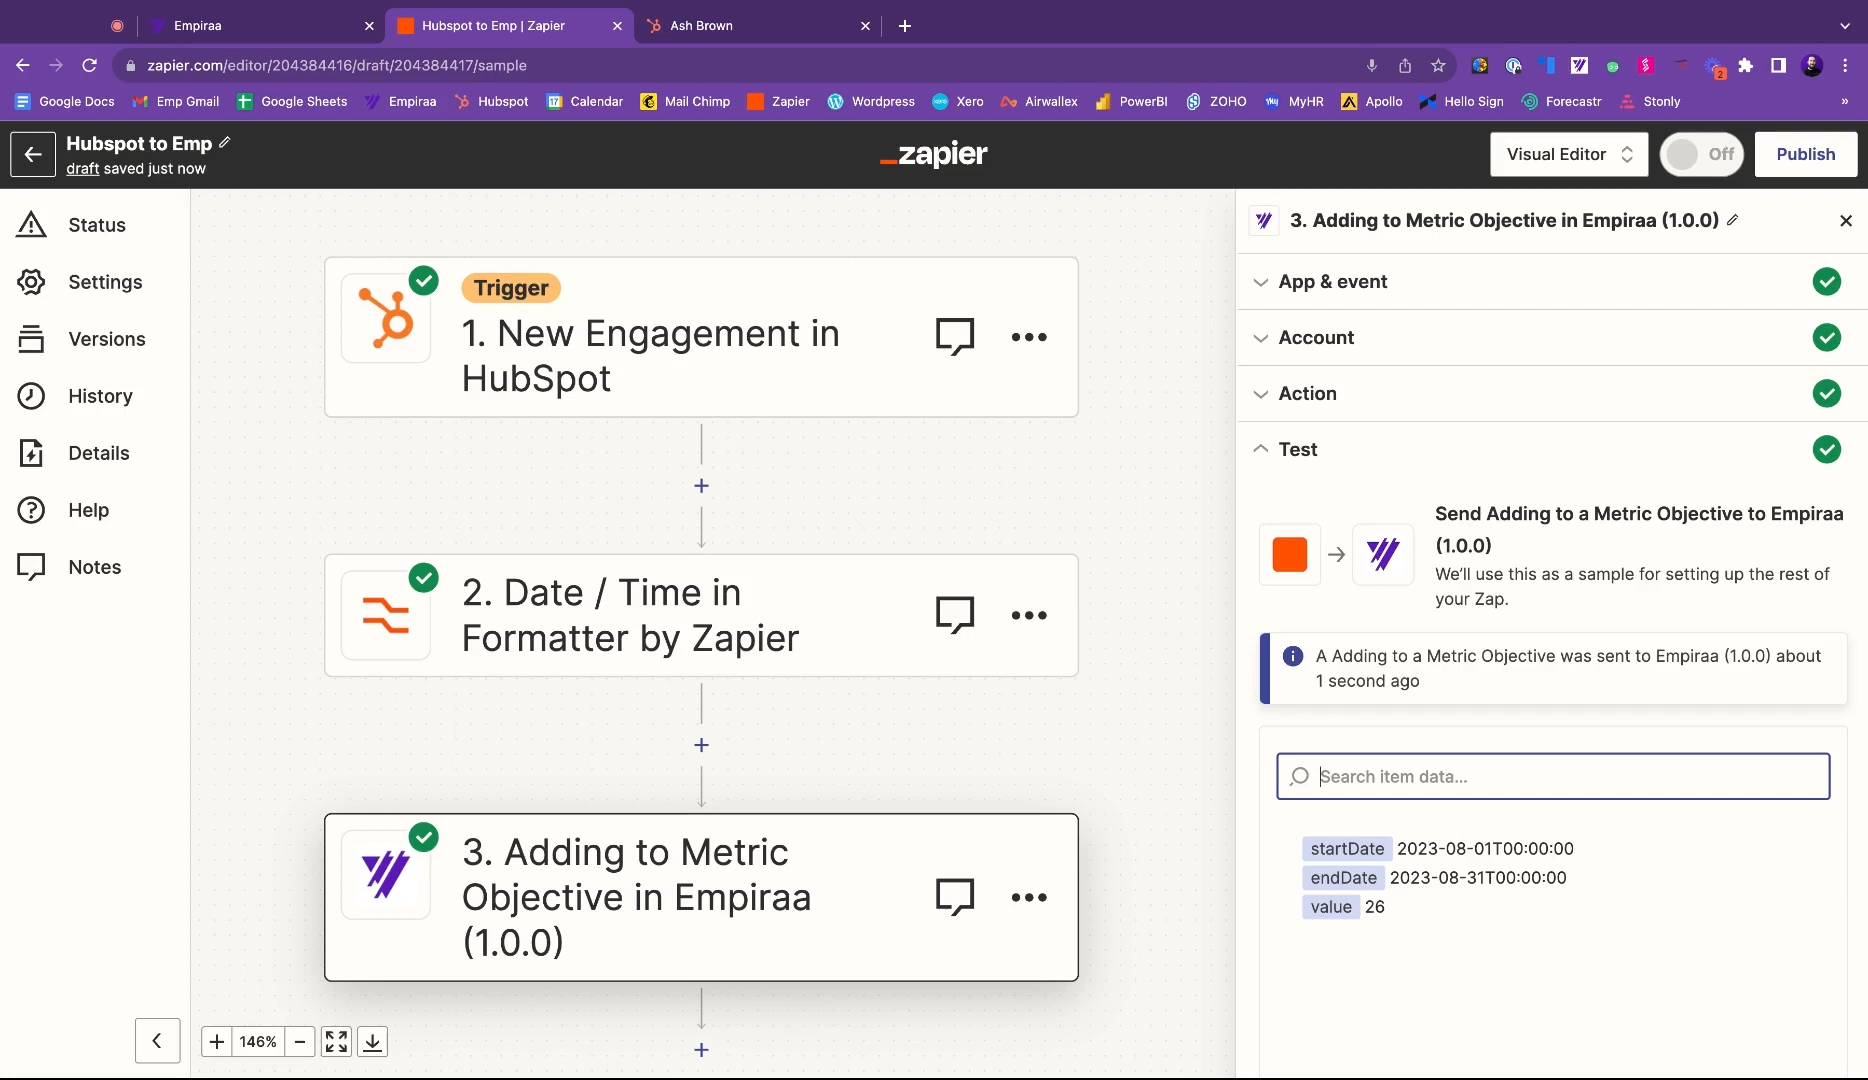 Empiraa
Hubspot to Emp | Zapier
Ash Brown
zapier.com/editor/204384416/draft/204384417/sample
2
Google Docs
Emp Gmail
Google Sheets
Empiraa
Hubspot
Calendar
Mail Chimp
Zapier
Wordpress
Xero
Airwallex
PowerBI
ZOHO
MyHR
Apollo
Hello Sign
Forecastr
Stonly
»
Hubspot to Emp
draft saved just now
_zapier
Visual Editor
Off
Publish
Status
Settings
Versions
History
Details
Help
Notes
Trigger
1. New Engagement in
HubSpot
2. Date / Time in
Formatter by Zapier
3. Adding to Metric
Objective in Empiraa
(1.0.0)
146%
3. Adding to Metric Objective in Empiraa (1.0.0)
App & event
Account
Action
Test
Send Adding to a Metric Objective to Empiraa
(1.0.0)
We'll use this as a sample for setting up the rest of
your Zap.
A Adding to a Metric Objective was sent to Empiraa (1.0.0) about
1 second ago
Search item data...
startDate 2023-08-01T00:00:00
endDate 2023-08-31T00:00:00
value 26